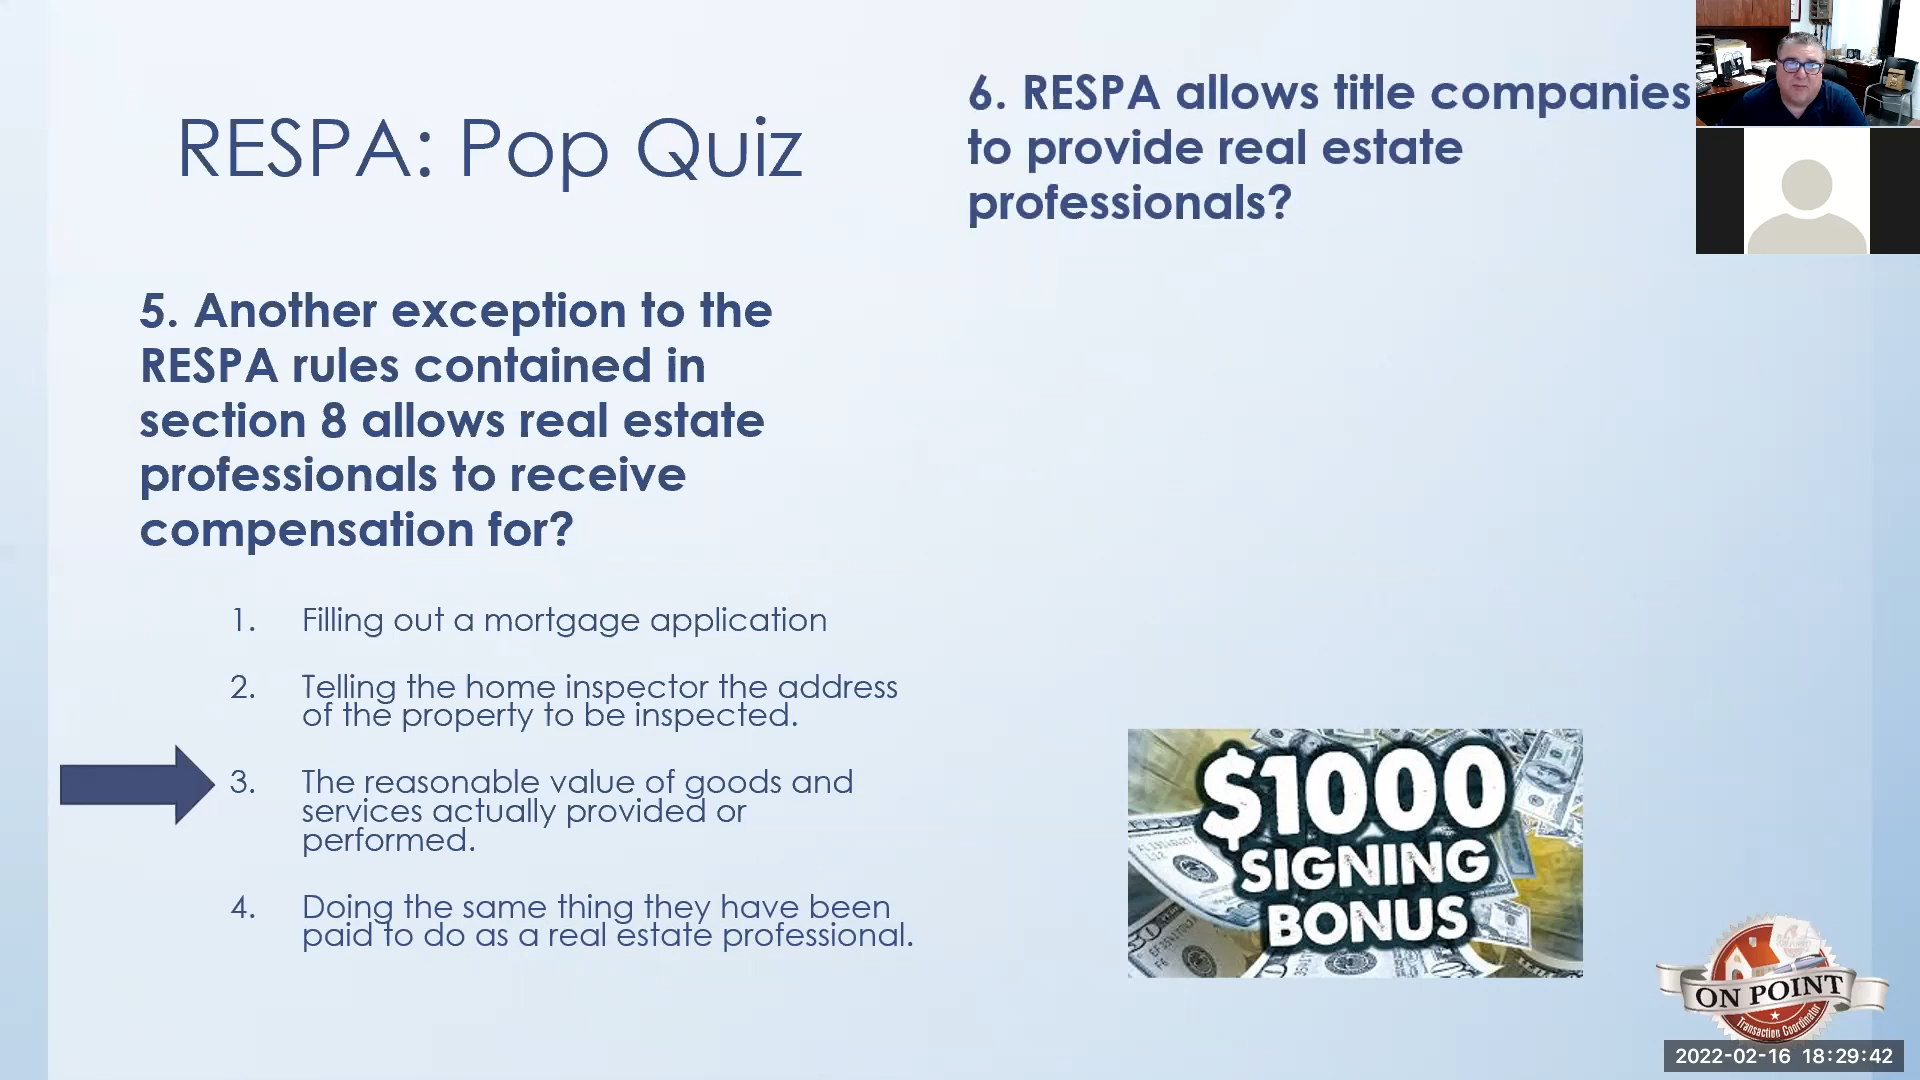 RESPA: Pop Quiz
5. Another exception to the
RESPA rules contained in
section 8 allows real estate
professionals to receive
compensation for?
1. Filling out a mortgage application
2. Telling the home inspector the address
of the property to be inspected.
3. The reasonable value of goods and
services actually provided or
performed.
4. Doing the same thing they have been
paid to do as a real estate professional.
6. RESPA allows title companies
to provide real estate
professionals?
$1000
SIGNING
BONUS
ON POINT
Transaction Coordinator
2022-02-16 18:29:42